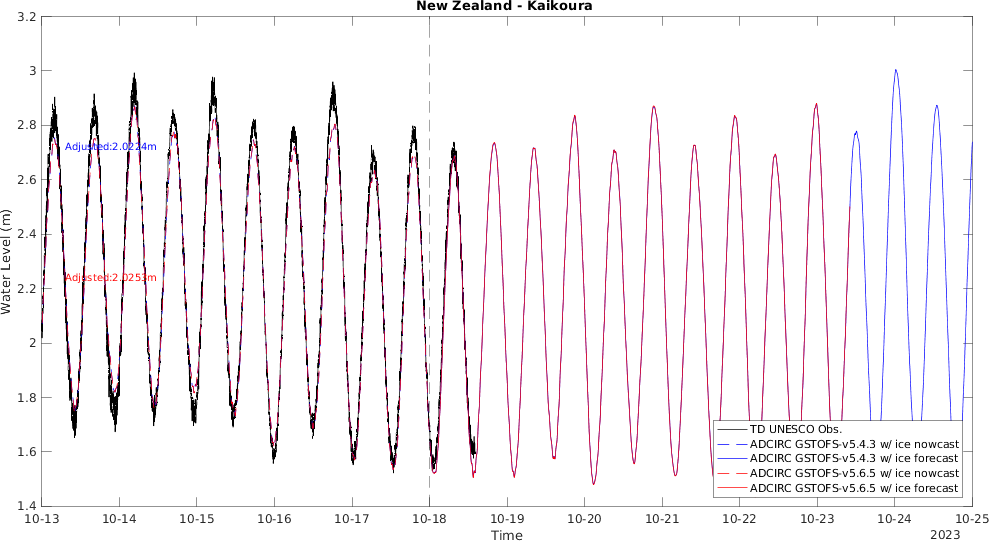 New Zealand - Kaikoura
3.2
3
2.8
2.6
2.4
2.2
2
1.8
1.6
1.4
Water Level (m)
Adjusted:2.0224m
Adjusted:2.0253m
TD UNESCO Obs.
ADCIRC GSTOFS-v5.4.3 w/ ice nowcast
ADCIRC GSTOFS-v5.4.3 w/ ice forecast
ADCIRC GSTOFS-v5.6.5 w/ ice nowcast
ADCIRC GSTOFS-v5.6.5 w/ ice forecast
10-13 10-14 10-15 10-16 10-17 10-18 10-19 10-20 10-21 10-22 10-23 10-24 10-25
Time 2023